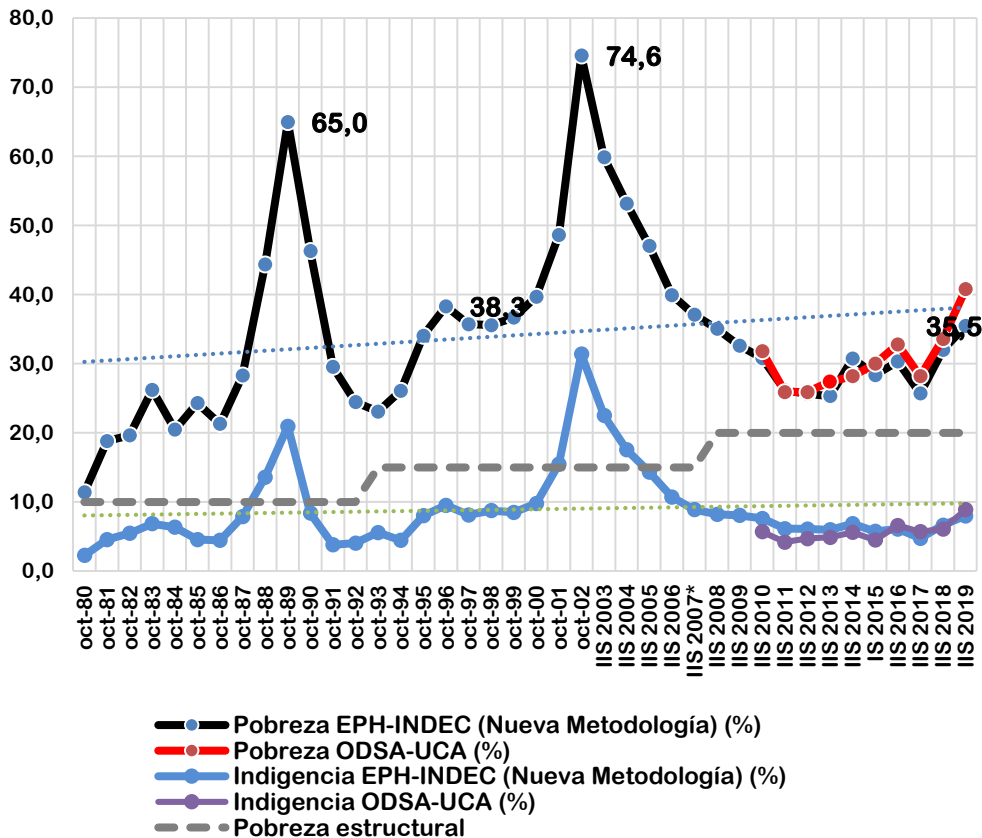 80,0
70,0
60,0
50,0
40,0
30,0
20,0
10,0
0,0
65,0
38,3
74,6
35,5
oct-80
oct-81
oct-82
oct-83
oct-84
oct-85
oct-86
oct-87
oct-88
oct-89
oct-90
oct-91
oct-92
oct-93
oct-94
oct-95
oct-96
oct-97
oct-98
oct-99
oct-00
oct-01
oct-02
IIS 2003
IIS 2004
IIS 2005
IIS 2006
IIS 2007*
IIS 2008
IIS 2009
IIS 2010
IIS 2011
IIS 2012
IIS 2013
IIS 2014
IS 2015
IIS 2016
IIS 2017
IIS 2018
IIS 2019
Pobreza EPH-INDEC (Nueva Metodología) (%)
Pobreza ODSA-UCA (%)
Indigencia EPH-INDEC (Nueva Metodología) (%)
Indigencia ODSA-UCA (%)
Pobreza estructural